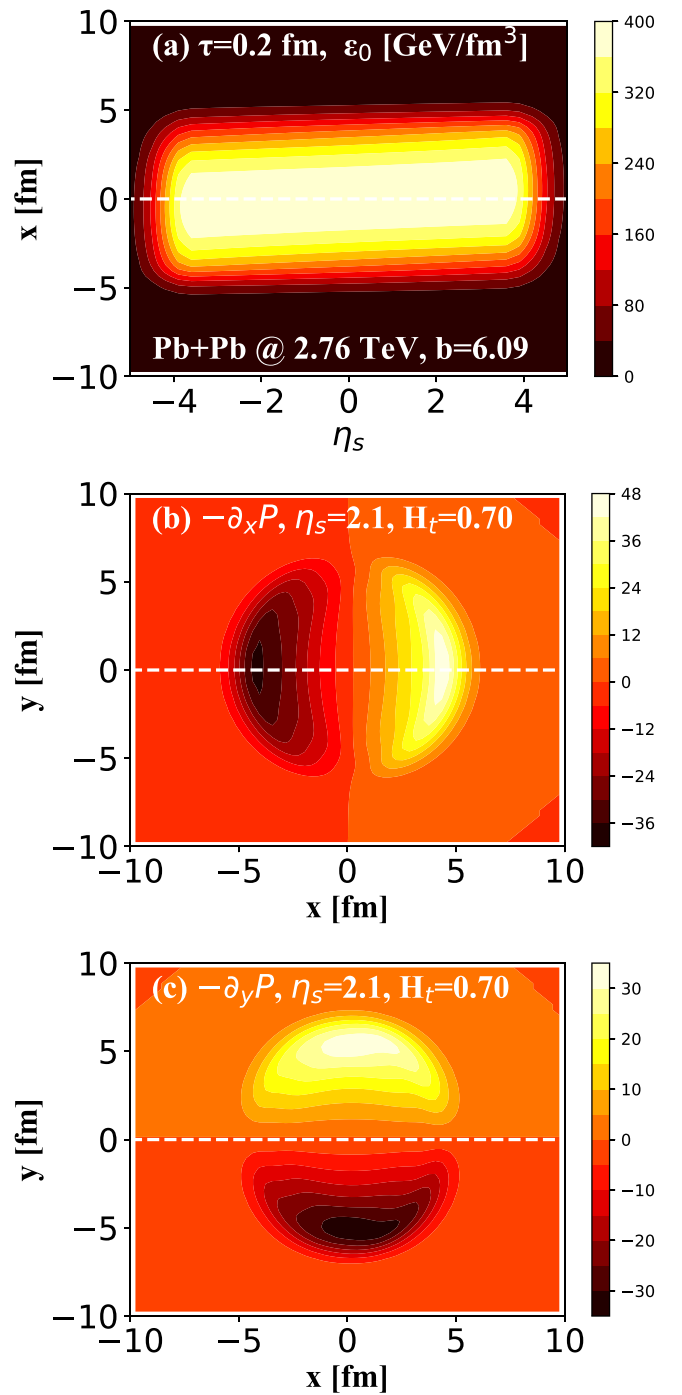 (a) τ=0.2 fm, ε₀ [GeV/fm³]
10
5
0
−5
−10
x [fm]
Pb+Pb @ 2.76 TeV, b=6.09
−4 −2 0 2 4
ηₛ
400
320
240
160
80
0
(b) −∂ₓP, ηₛ=2.1, Hₜ=0.70
10
5
0
−5
−10
y [fm]
−10 −5 0 5 10
x [fm]
48
36
24
12
0
−12
−24
−36
(c) −∂_yP, ηₛ=2.1, Hₜ=0.70
10
5
0
−5
−10
y [fm]
−10 −5 0 5 10
x [fm]
30
20
10
0
−10
−20
−30